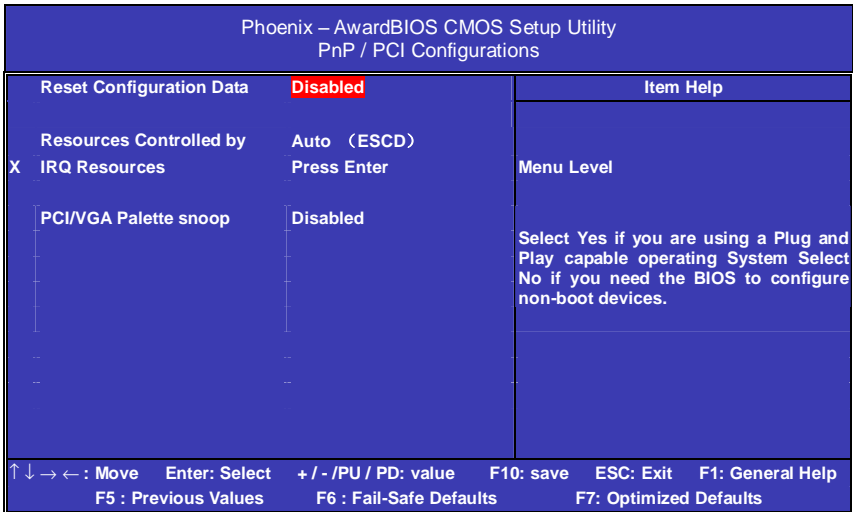 Phoenix – AwardBIOS CMOS Setup Utility
PnP / PCI Configurations
Reset Configuration Data Disabled
Item Help
Resources Controlled by Auto （ESCD）
X IRQ Resources Press Enter
Menu Level
PCI/VGA Palette snoop Disabled
Select Yes if you are using a Plug and
Play capable operating System Select
No if you need the BIOS to configure
non-boot devices.
↑↓→←: Move Enter: Select + / - /PU / PD: value F10: save ESC: Exit F1: General Help
F5 : Previous Values F6 : Fail-Safe Defaults F7: Optimized Defaults